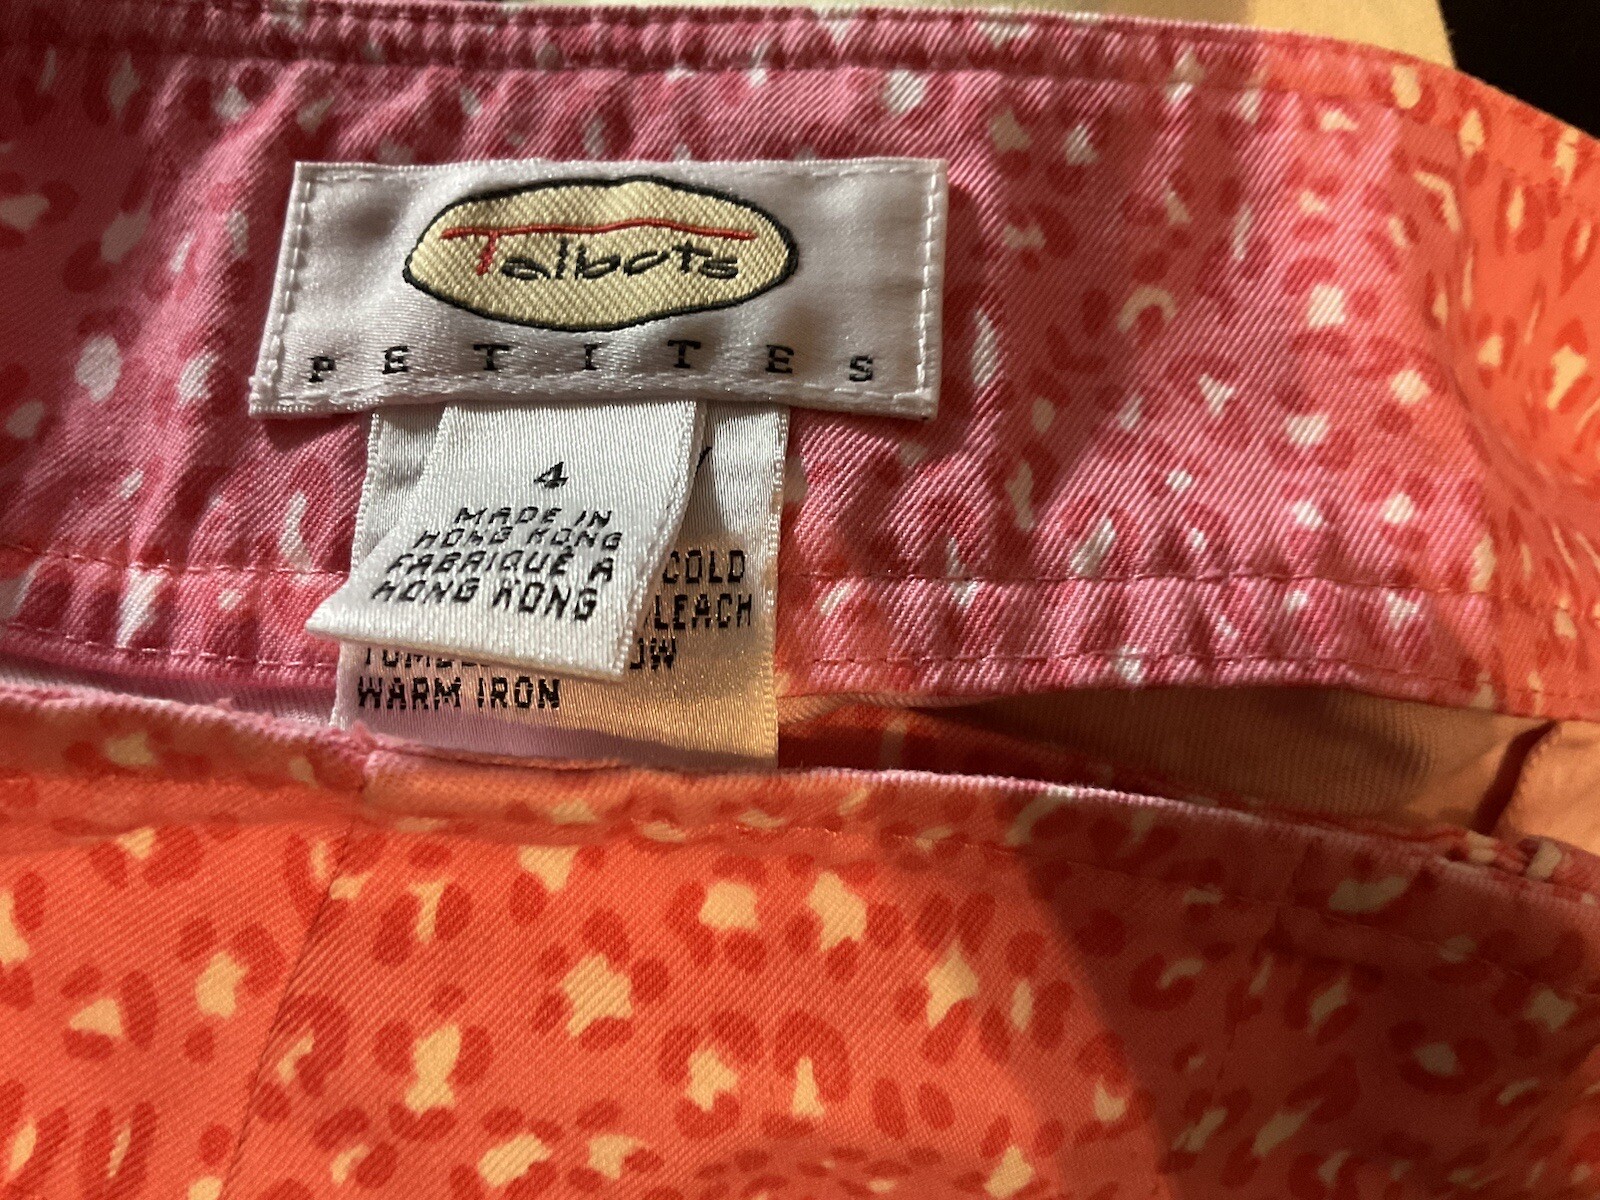 Talbots
PETITES
4
MADE IN
HONG KONG
FABRIQUÉ À
HONG KONG
COLD
LEACH
OW
WARM IRON